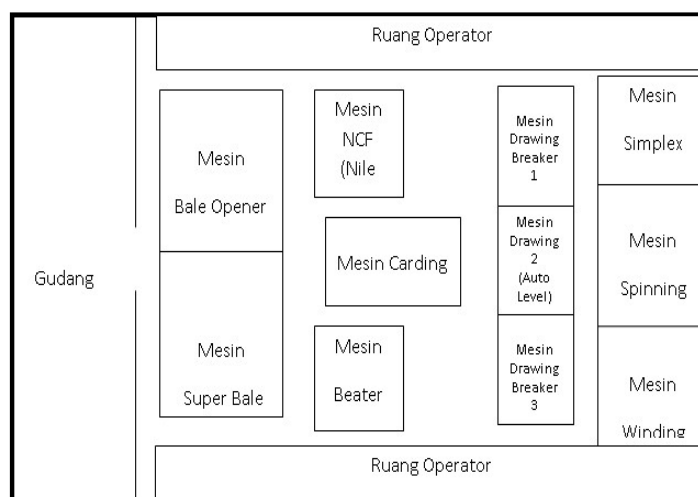 Ruang Operator
Gudang
Mesin
Bale Opener
Mesin
Super Bale
Mesin
NCF
(Nile
Mesin Carding
Mesin
Beater
Mesin
Drawing
Breaker
1
Mesin
Drawing
2
(Auto
Level)
Mesin
Drawing
Breaker
3
Mesin
Simplex
Mesin
Spinning
Mesin
Winding
Ruang Operator